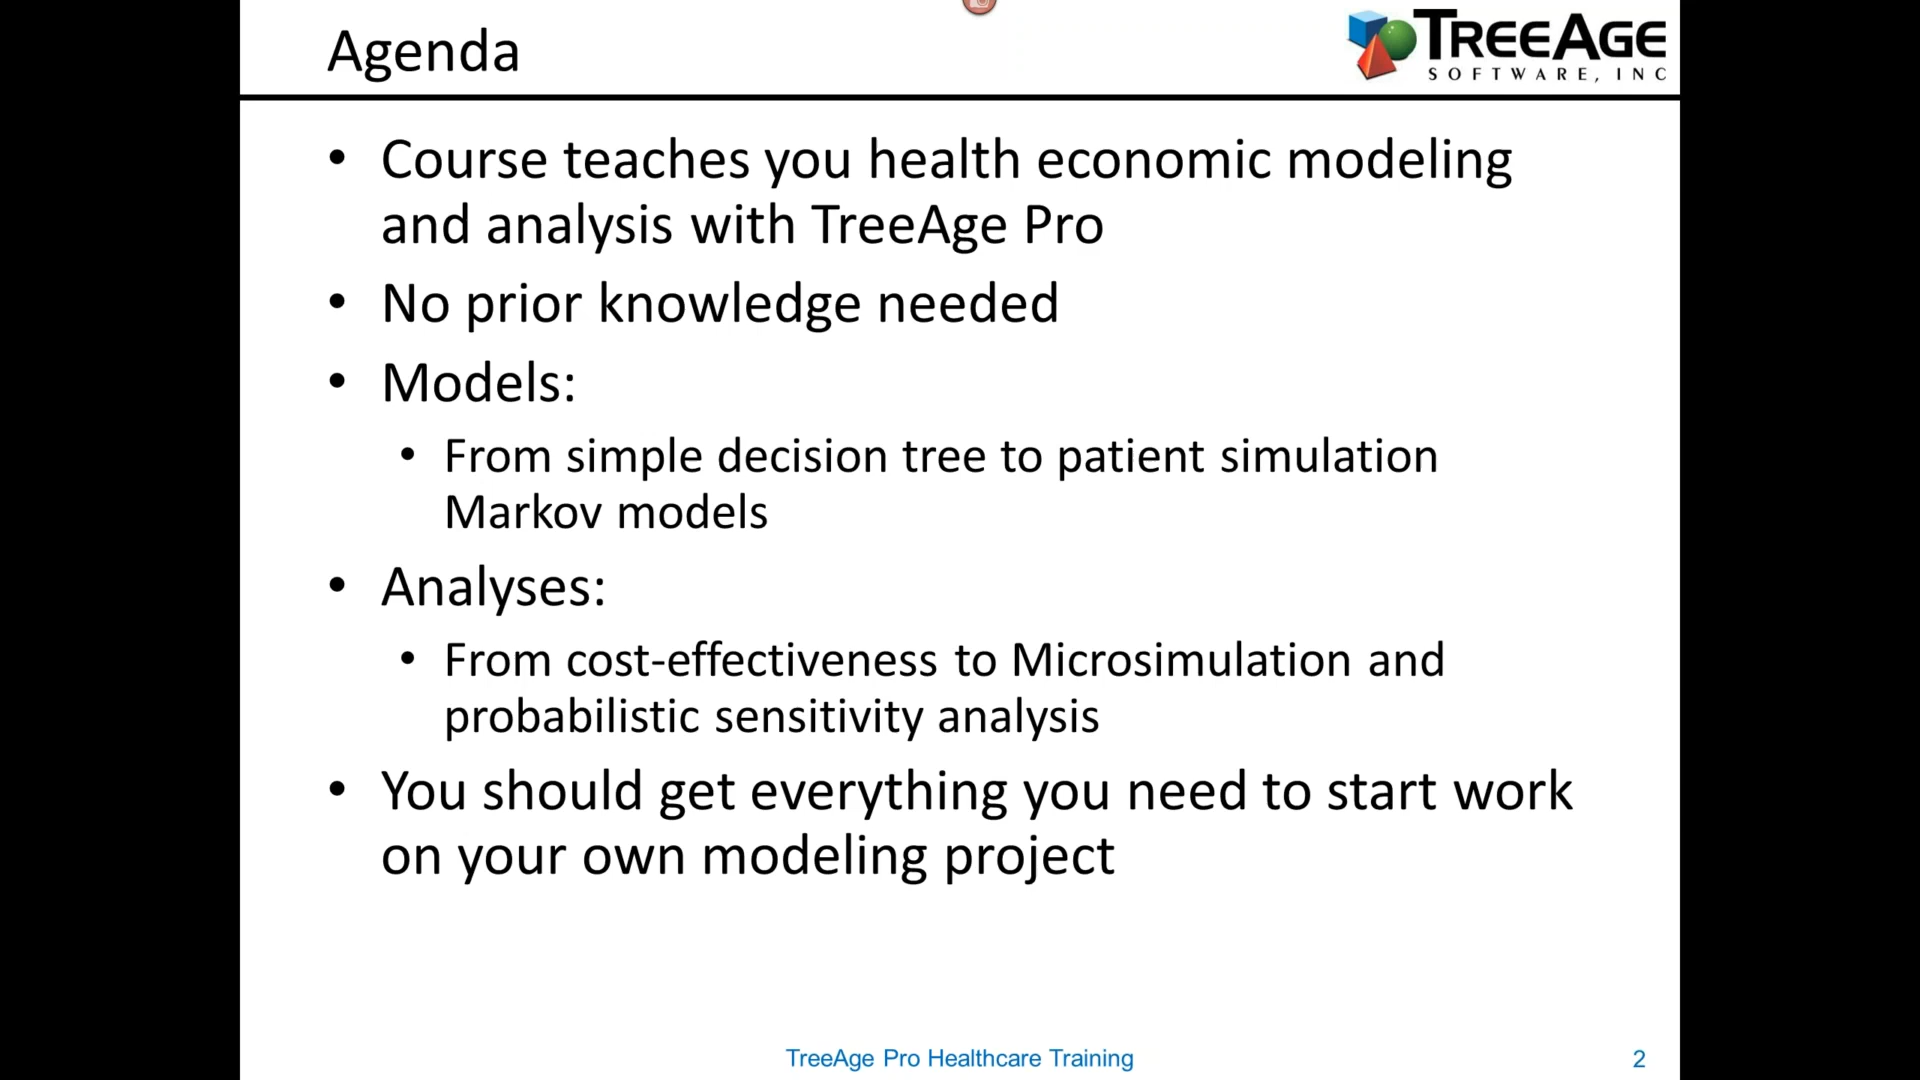 Agenda
TREEAGE
SOFTWARE, INC
• Course teaches you health economic modeling
and analysis with TreeAge Pro
• No prior knowledge needed
• Models:
• From simple decision tree to patient simulation
Markov models
• Analyses:
• From cost-effectiveness to Microsimulation and
probabilistic sensitivity analysis
• You should get everything you need to start work
on your own modeling project
TreeAge Pro Healthcare Training
2